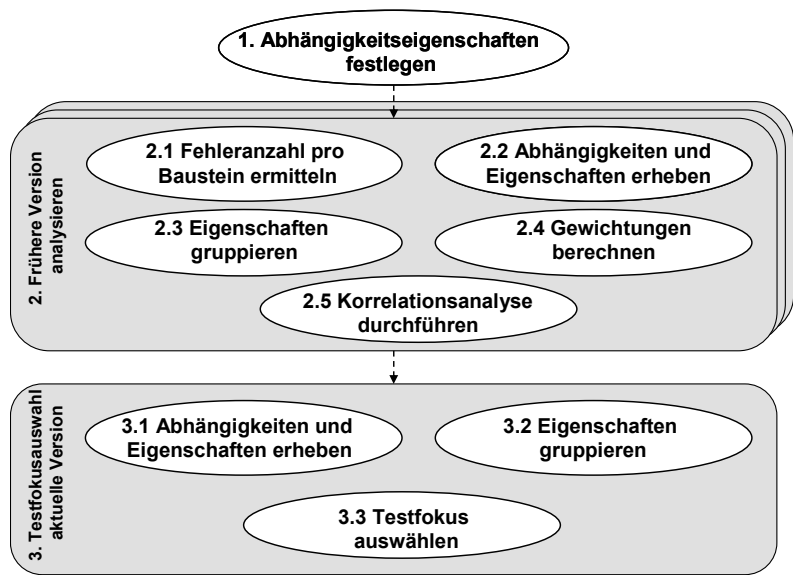 1. Abhängigkeitseigenschaften
festlegen
2. Frühere Version
analysieren
2.1 Fehleranzahl pro
Baustein ermitteln
2.2 Abhängigkeiten und
Eigenschaften erheben
2.3 Eigenschaften
gruppieren
2.4 Gewichtungen
berechnen
2.5 Korrelationsanalyse
durchführen
3. Testfokusauswahl
aktuelle Version
3.1 Abhängigkeiten und
Eigenschaften erheben
3.2 Eigenschaften
gruppieren
3.3 Testfokus
auswählen